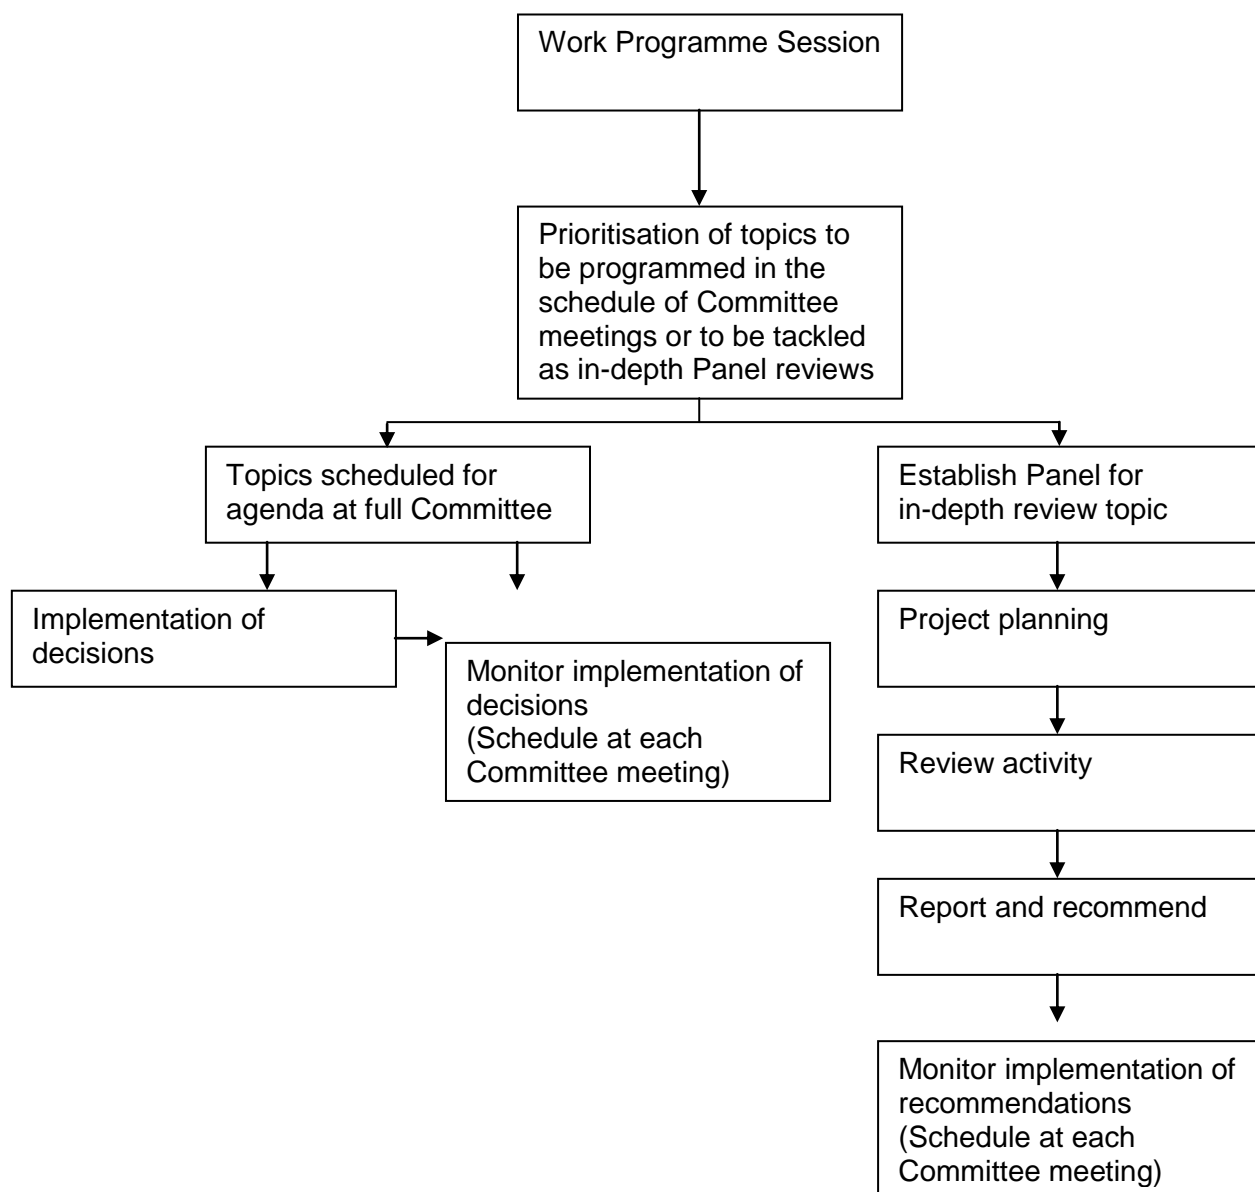 Work Programme Session
Prioritisation of topics to
be programmed in the
schedule of Committee
meetings or to be tackled
as in-depth Panel reviews
Topics scheduled for
agenda at full Committee
Establish Panel for
in-depth review topic
Implementation of
decisions
Monitor implementation of
decisions
(Schedule at each
Committee meeting)
Project planning
Review activity
Report and recommend
Monitor implementation of
recommendations
(Schedule at each
Committee meeting)